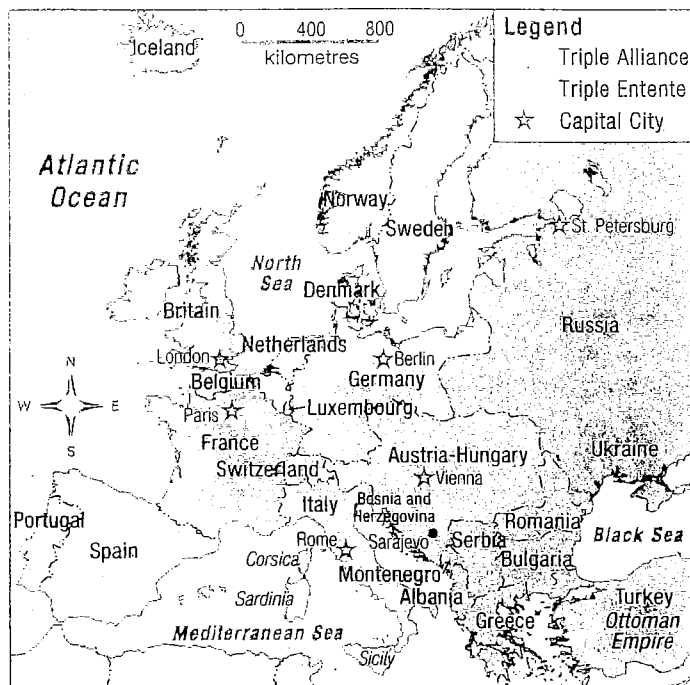 Iceland
0 400 800
kilometres
Legend
Triple Alliance
Triple Entente
Capital City
Atlantic
Ocean
Norway
Sweden
St. Petersburg
North
Sea
Denmark
Britain
Russia
Netherlands
London
Berlin
Belgium
Germany
N
W E
S
Paris
Luxembourg
France
Austria-Hungary
Ukraine
Switzerland
Vienna
Italy
Bosnia and
Herzegovina
Portugal
Romania
Black Sea
Spain
Rome
Sarajevo
Serbia
Corsica
Bulgaria
Montenegro
Sardinia
Albania
Turkey
Greece
Ottoman
Empire
Mediterranean Sea
Sicily